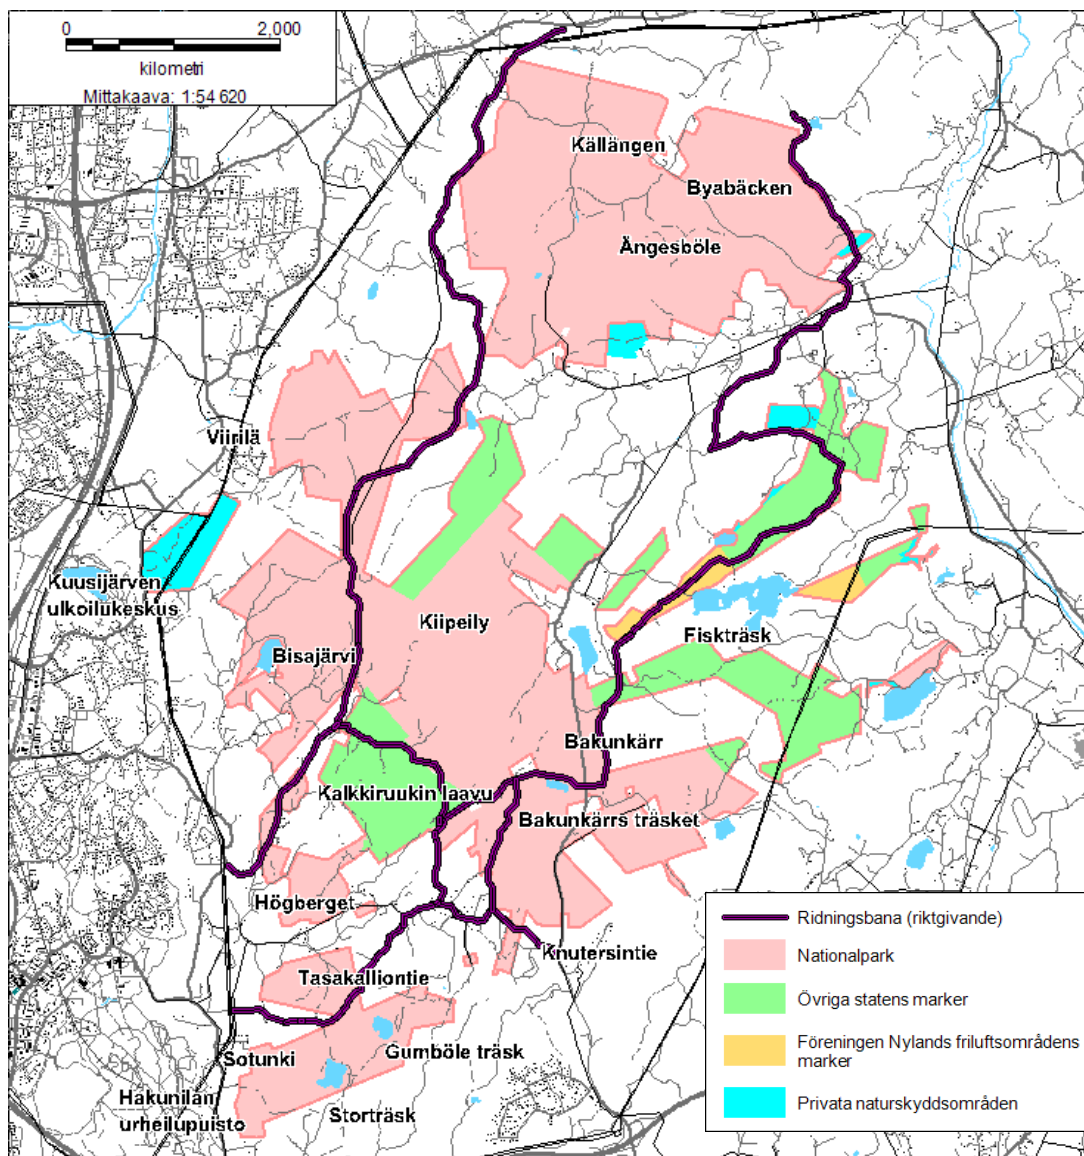 0 2,000
kilometri
Mittakaava: 1:54 620
Källängen
Byabäcken
Ängesböle
Viirilä
Kuusijärven
ulkoilukeskus
Kiipeily
Fiskträsk
Bisajärvi
Bakunkärr
Kalkkiruukin laavu
Bakunkärrs träsket
Högberget
Knutersintie
Tasakalliontie
Sotunki
Gumböle träsk
Hakunilan
urheilupuisto
Storträsk
Ridningsbana (riktgivande)
Nationalpark
Övriga statens marker
Föreningen Nylands friluftsområdens
marker
Privata naturskyddsområden